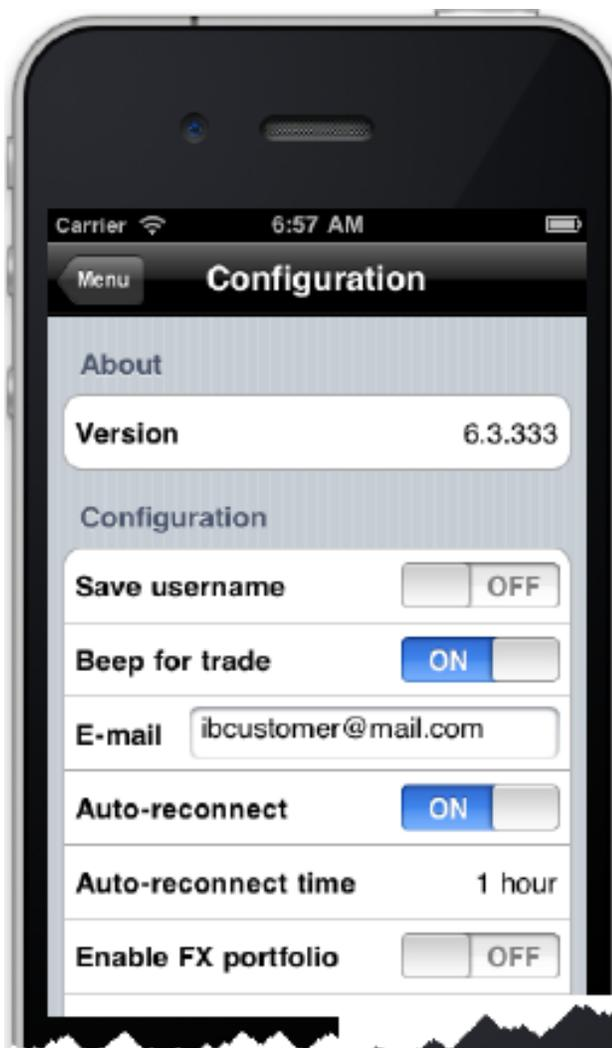 Carrier 6:57 AM
Menu Configuration
About
Version 6.3.333
Configuration
Save username OFF
Beep for trade ON
E-mail ibcustomer@mail.com
Auto-reconnect ON
Auto-reconnect time 1 hour
Enable FX portfolio OFF